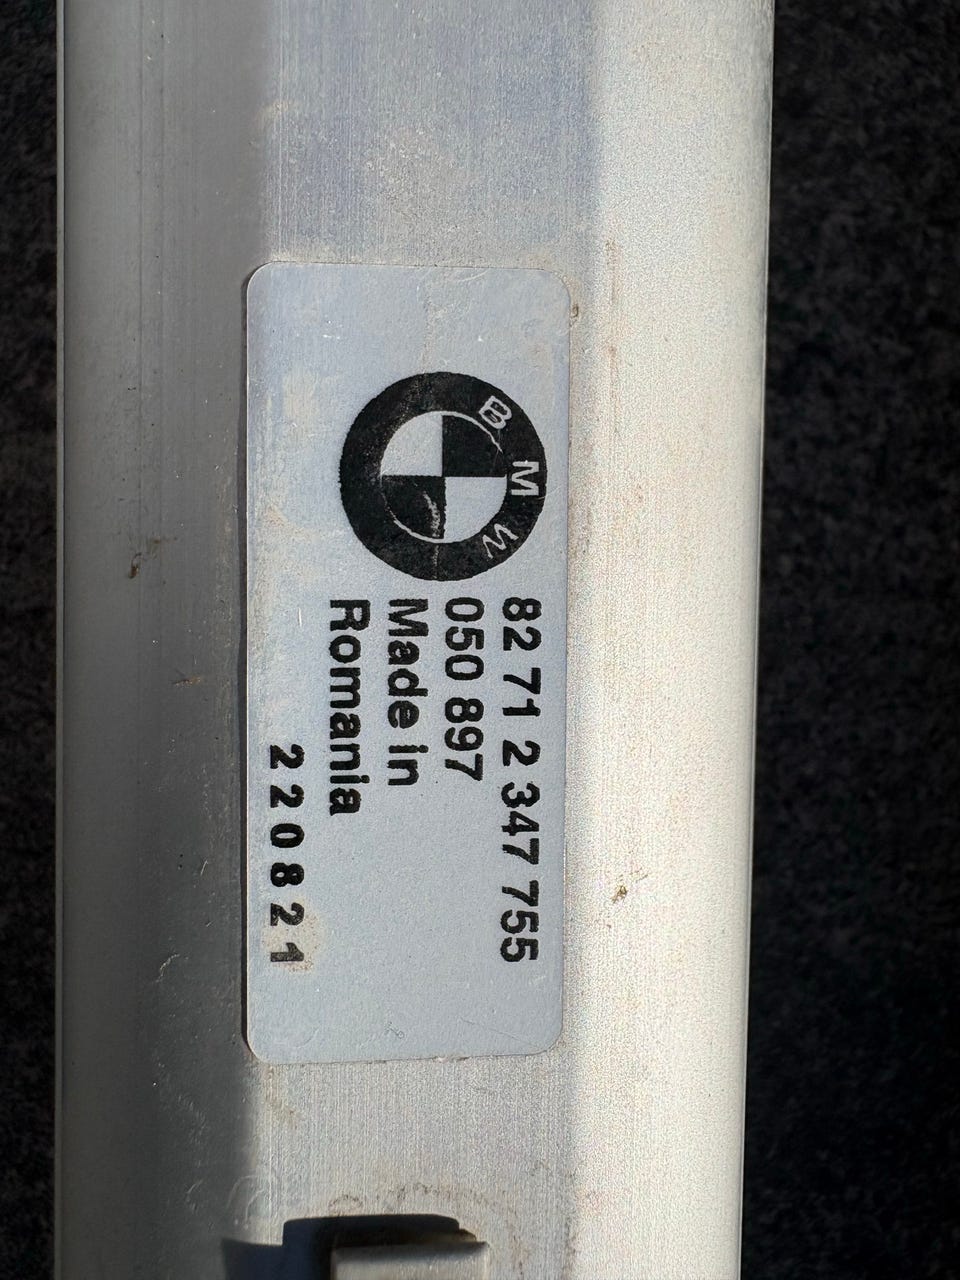 BMW
82 71 2 347 755
050 897
Made in
Romania
220821